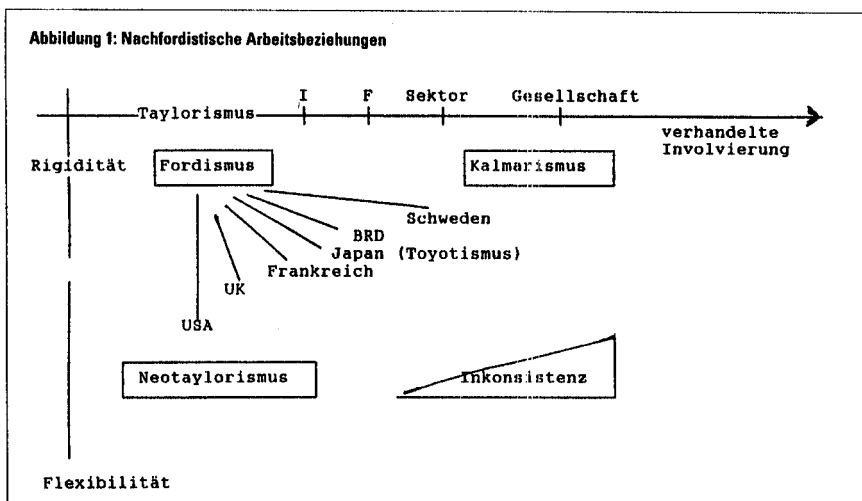 Abbildung 1: Nachfordistische Arbeitsbeziehungen
I F Sektor Gesellschaft
Taylorismus
verhandelte
Involvierung
Rigidität Fordismus Kalmarismus
Schweden
BRD
Japan (Toyotismus)
Frankreich
UK
USA
Neotaylorismus Inkonsistenz
Flexibilität